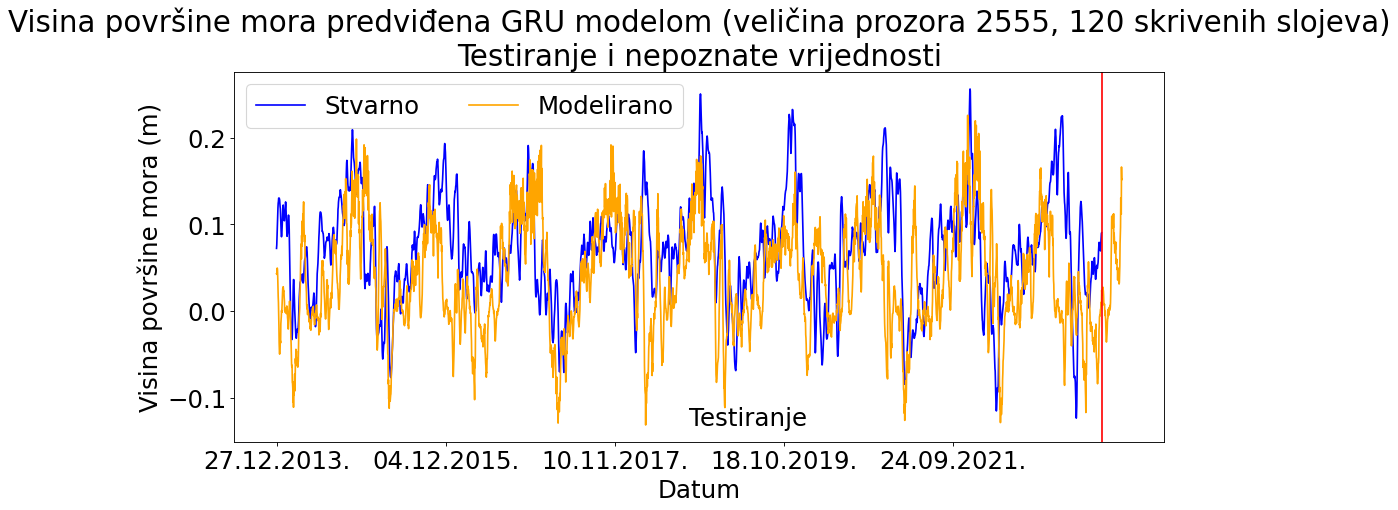 Visina površine mora predviđena GRU modelom (veličina prozora 2555, 120 skrivenih slojeva)
Testiranje i nepoznate vrijednosti
Stvarno
Modelirano
Visina površine mora (m)
0.2
0.1
0.0
−0.1
Testiranje
27.12.2013.
04.12.2015.
10.11.2017.
18.10.2019.
24.09.2021.
Datum